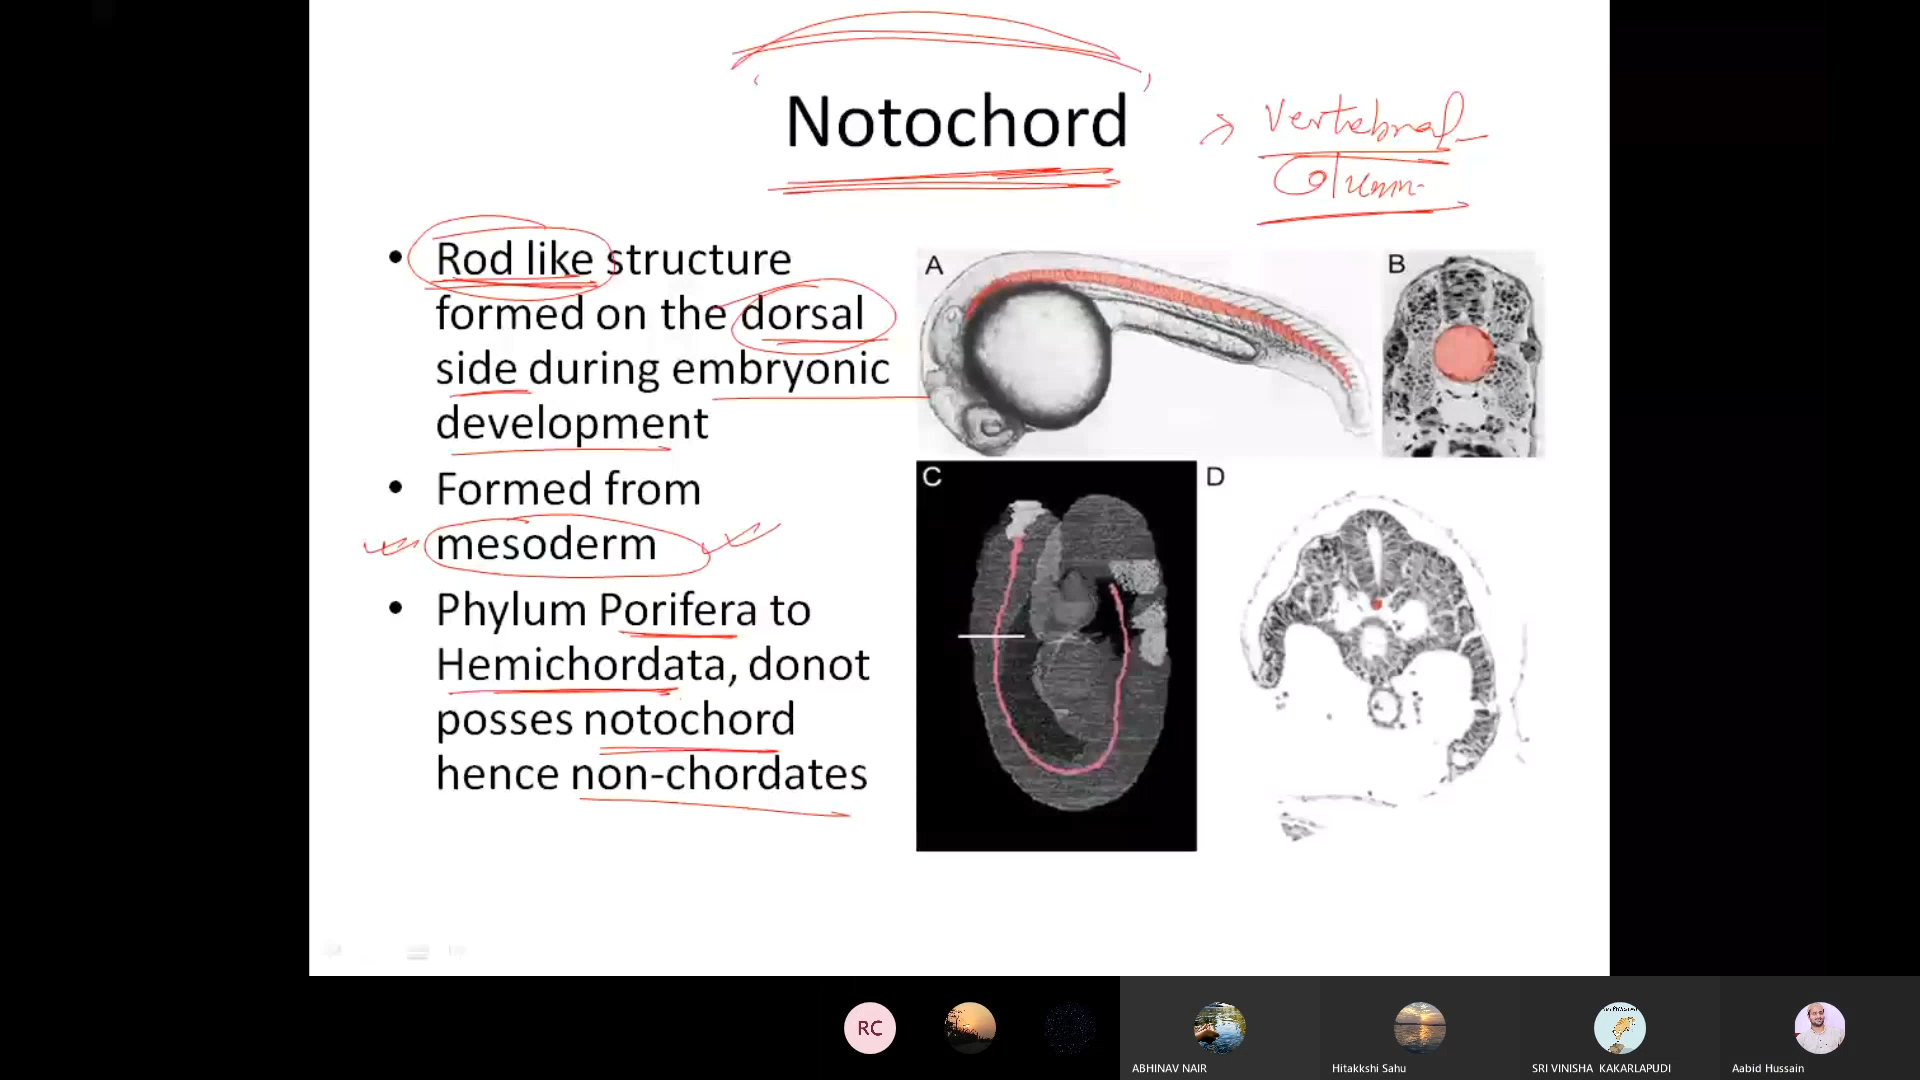 Notochord
→ Vertebral
Column
• Rod like structure
formed on the dorsal
side during embryonic
development
• Formed from
mesoderm
• Phylum Porifera to
Hemichordata, donot
posses notochord
hence non-chordates
A
B
C
D
RC
ABHINAV NAIR
Hitakkshi Sahu
SRI VINISHA KAKARLAPUDI
Aabid Hussain